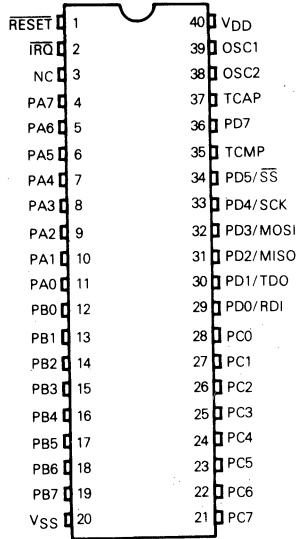 RESET 1 40 VDD
IRQ 2 39 OSC1
NC 3 38 OSC2
PA7 4 37 TCAP
PA6 5 36 PD7
PA5 6 35 TCMP
PA4 7 34 PD5/SS
PA3 8 33 PD4/SCK
PA2 9 32 PD3/MOSI
PA1 10 31 PD2/MISO
PA0 11 30 PD1/TDO
PB0 12 29 PD0/RDI
PB1 13 28 PC0
PB2 14 27 PC1
PB3 15 26 PC2
PB4 16 25 PC3
PB5 17 24 PC4
PB6 18 23 PC5
PB7 19 22 PC6
VSS 20 21 PC7